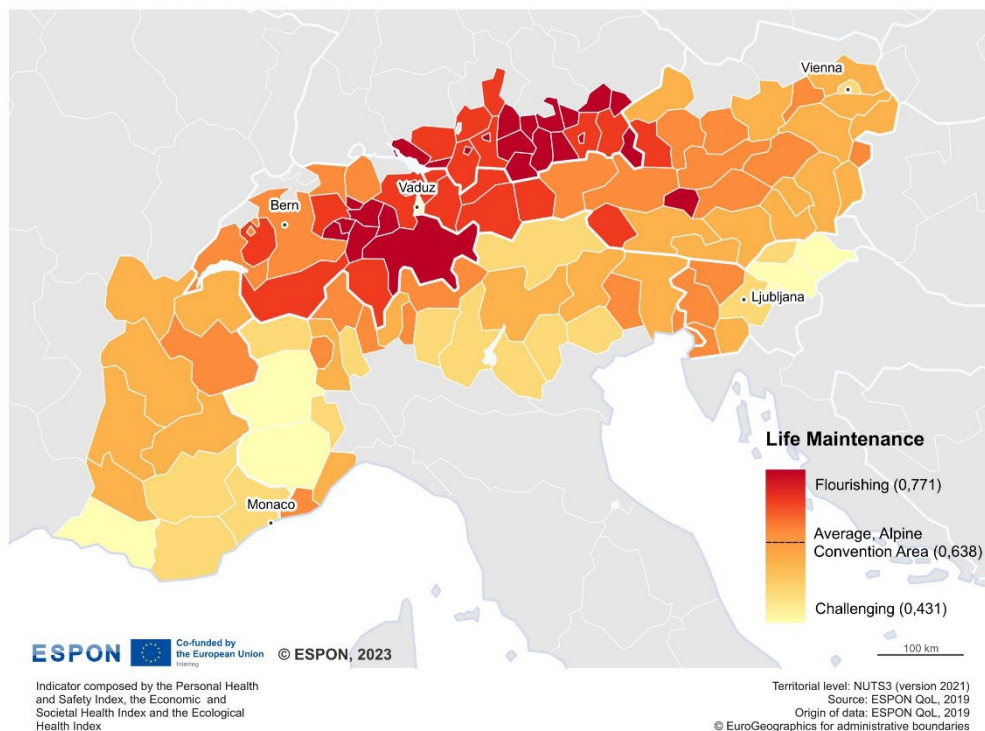 Vienna
Vaduz
Bern
Ljubljana
Monaco
Life Maintenance
Flourishing (0,771)
Average, Alpine
Convention Area (0,638)
Challenging (0,431)
100 km
ESPON
Co-funded by
the European Union
Interreg
© ESPON, 2023
Indicator composed by the Personal Health
and Safety Index, the Economic and
Societal Health Index and the Ecological
Health Index
Territorial level: NUTS3 (version 2021)
Source: ESPON QoL, 2019
Origin of data: ESPON QoL, 2019
© EuroGeographics for administrative boundaries